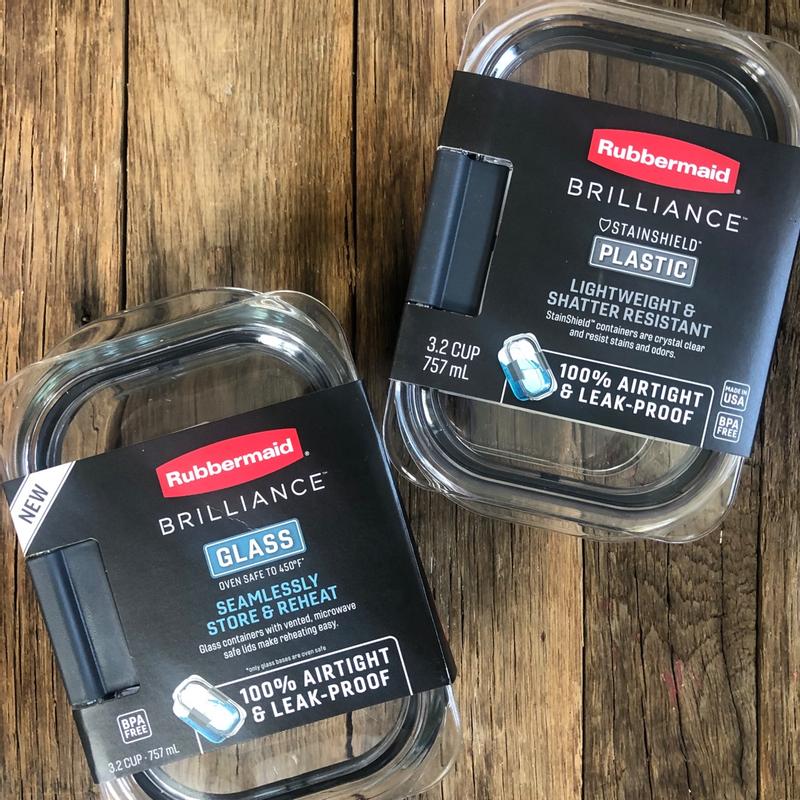 Rubbermaid®
BRILLIANCE™
STAINSHIELD™
PLASTIC
LIGHTWEIGHT &
SHATTER RESISTANT
StainShield™ containers are crystal clear
and resist stains and odors.
3.2 CUP
757 mL
100% AIRTIGHT
& LEAK-PROOF
MADE IN
USA
BPA
FREE
NEW
Rubbermaid®
BRILLIANCE™
GLASS
OVEN SAFE TO 450°F*
SEAMLESSLY
STORE & REHEAT
Glass containers with vented, microwave
safe lids make reheating easy.
*only glass bases are oven safe
100% AIRTIGHT
& LEAK-PROOF
BPA
FREE
3.2 CUP · 757 mL